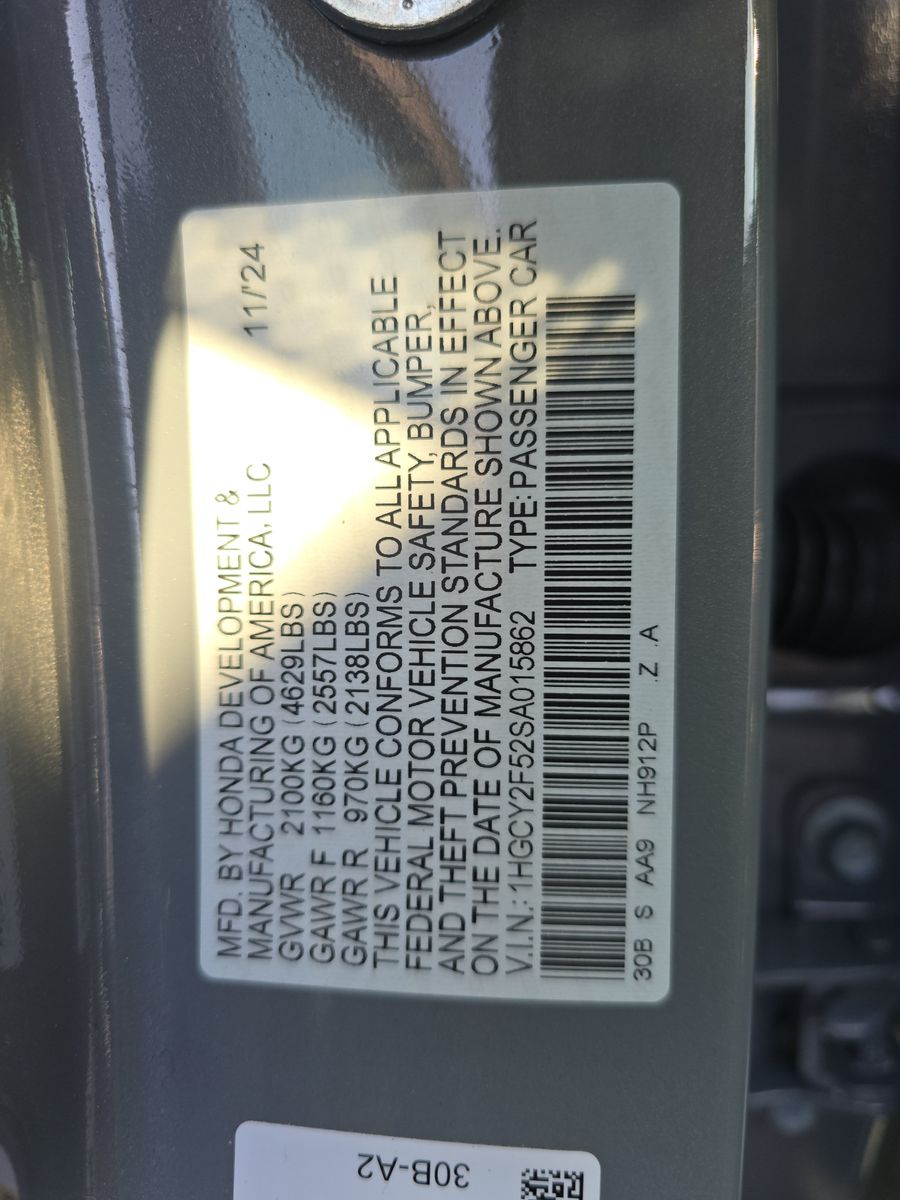 MFD. BY HONDA DEVELOPMENT &
MANUFACTURING OF AMERICA, LLC 11/'24
GVWR 2100KG (4629LBS)
GAWR F 1160KG (2557LBS)
GAWR R 970KG (2138LBS)
THIS VEHICLE CONFORMS TO ALL APPLICABLE
FEDERAL MOTOR VEHICLE SAFETY, BUMPER,
AND THEFT PREVENTION STANDARDS IN EFFECT
ON THE DATE OF MANUFACTURE SHOWN ABOVE.
V.I.N.: 1HGCY2F52SA015862 TYPE: PASSENGER CAR
30B S AA9 NH912P .Z .A
30B-A2